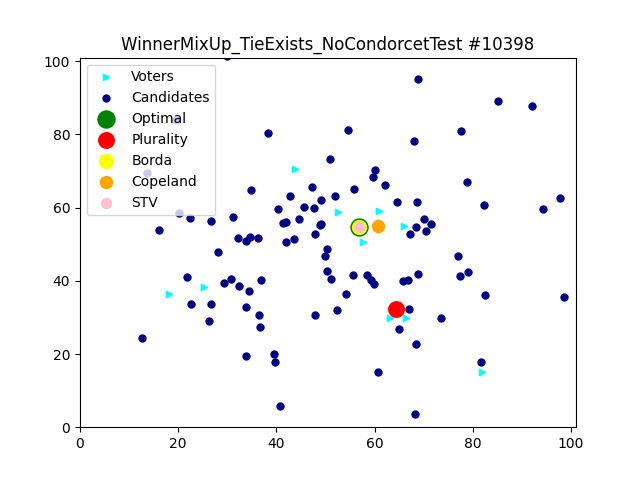 WinnerMixUp_TieExists_NoCondorcetTest #10398
100
80
60
40
20
0
Voters
Candidates
Optimal
Plurality
Borda
Copeland
STV
0 20 40 60 80 100